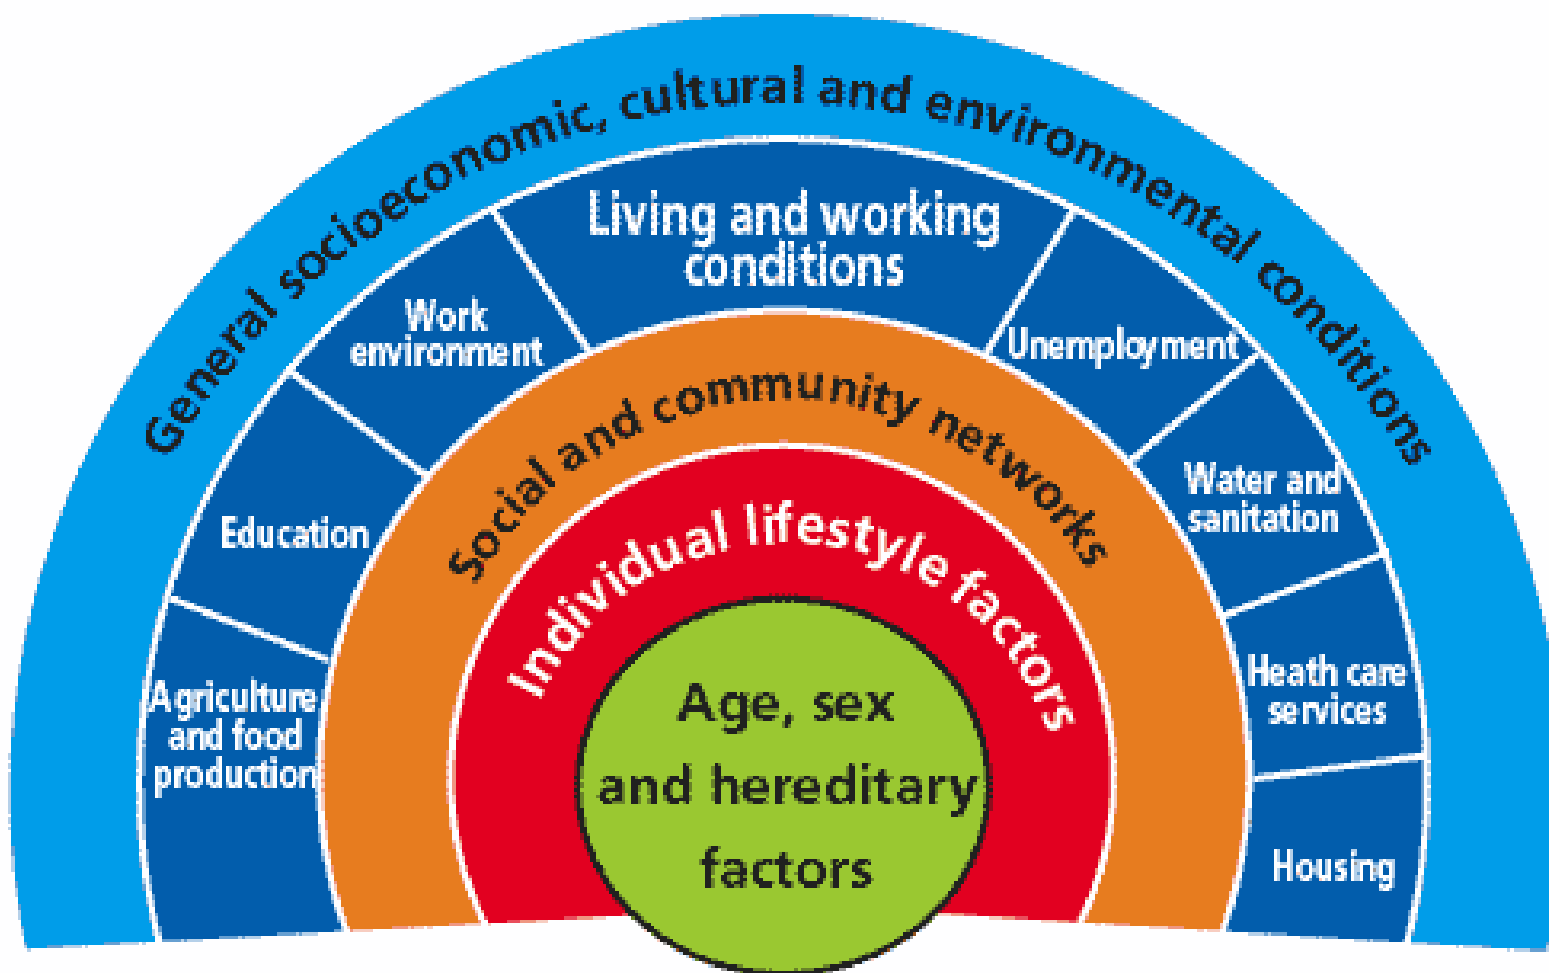 General socioeconomic, cultural and environmental conditions
Living and working
conditions
Work
environment
Unemployment
Education
Water and
sanitation
Agriculture
and food
production
Heath care
services
Housing
Social and community networks
Individual lifestyle factors
Age, sex
and hereditary
factors